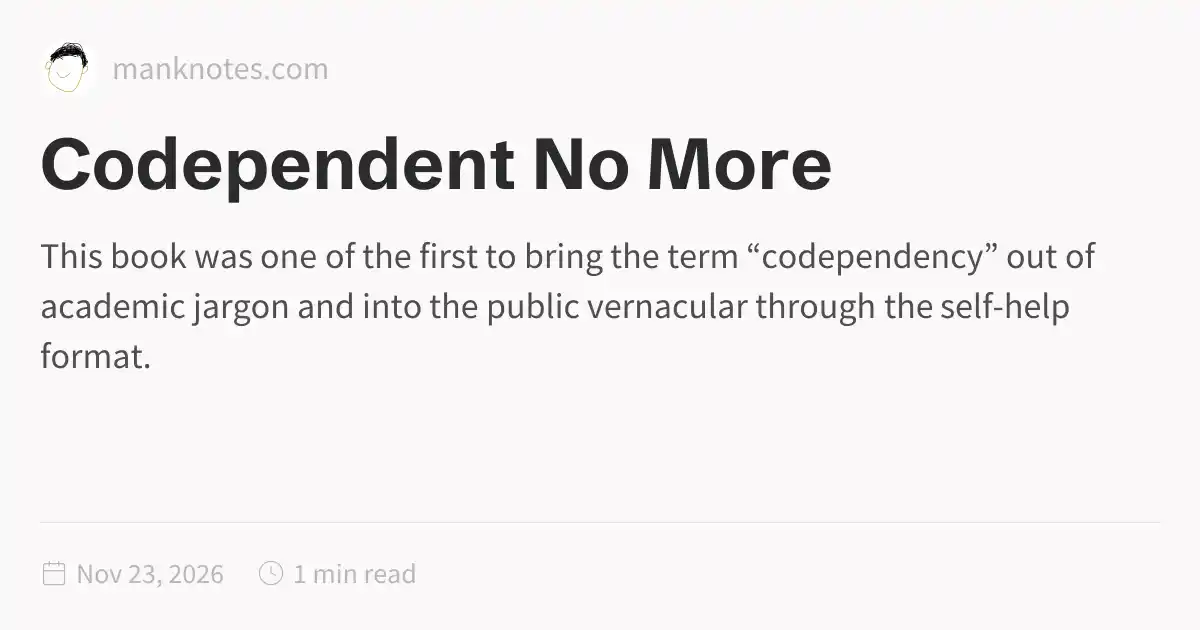 manknotes.com
Codependent No More
This book was one of the first to bring the term “codependency” out of
academic jargon and into the public vernacular through the self-help
format.
Nov 23, 2026 1 min read